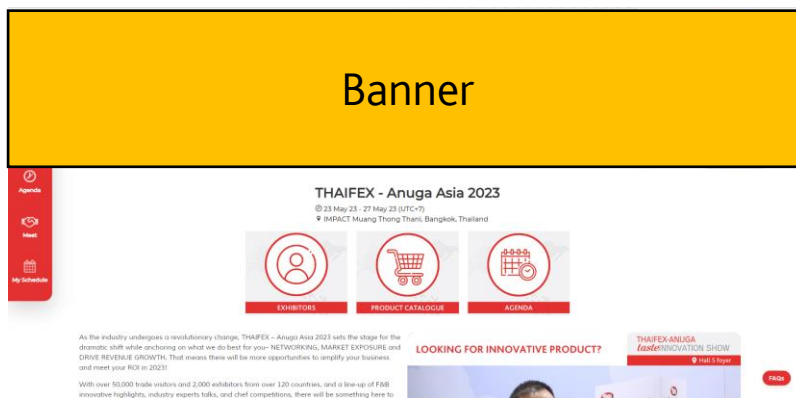 Banner
Agenda
Meet
My Schedule
THAIFEX - Anuga Asia 2023
23 May 23 - 27 May 23 (UTC+7)
IMPACT Muang Thong Thani, Bangkok, Thailand
EXHIBITORS
PRODUCT CATALOGUE
AGENDA
As the industry undergoes a revolutionary change, THAIFEX – Anuga Asia 2023 sets the stage for the
dramatic shift while anchoring on what we do best for you– NETWORKING, MARKET EXPOSURE and
DRIVE REVENUE GROWTH. That means there will be more opportunities to amplify your business
and meet your ROI in 2023!
With over 50,000 trade visitors and 2,000 exhibitors from over 120 countries, and a line-up of F&B
innovative highlights, industry experts talks, and chef competitions, there will be something here to
LOOKING FOR INNOVATIVE PRODUCT?
THAIFEX-ANUGA
tasteINNOVATION SHOW
Hall 5 foyer
FAQs